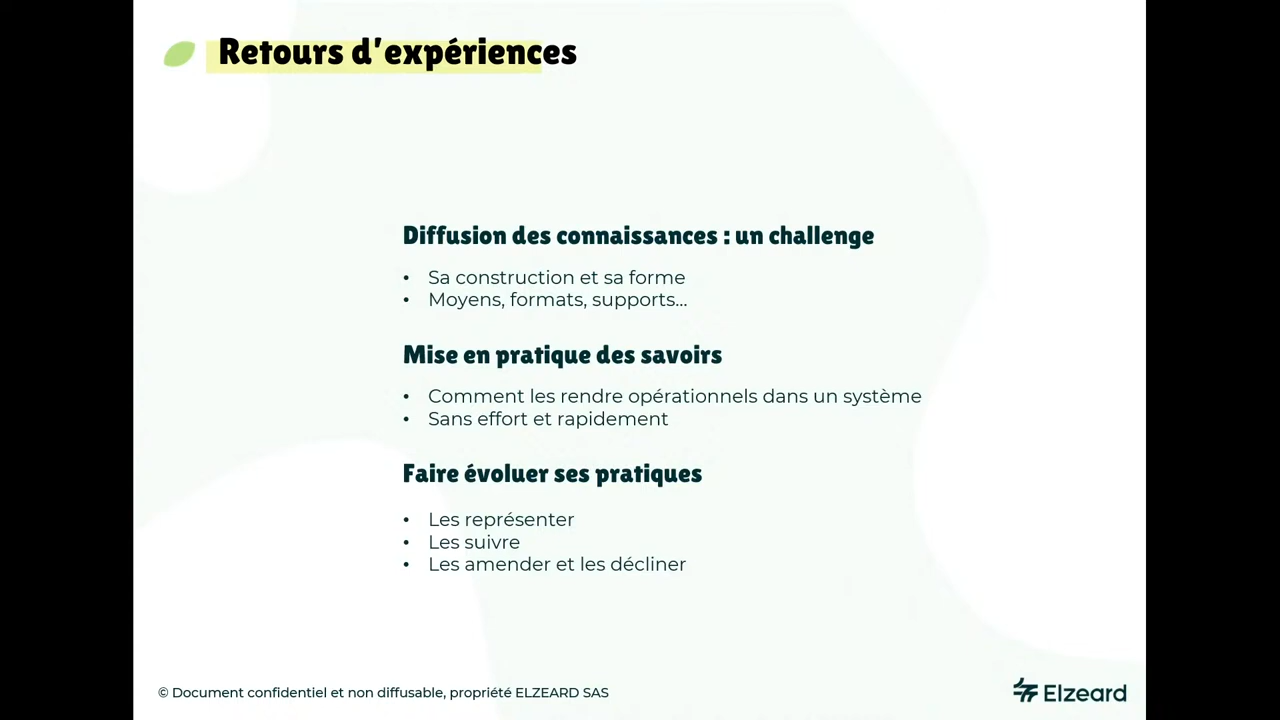 Retours d'expériences
Diffusion des connaissances : un challenge
• Sa construction et sa forme
• Moyens, formats, supports...
Mise en pratique des savoirs
• Comment les rendre opérationnels dans un système
• Sans effort et rapidement
Faire évoluer ses pratiques
• Les représenter
• Les suivre
• Les amender et les décliner
© Document confidentiel et non diffusable, propriété ELZEARD SAS
Elzeard